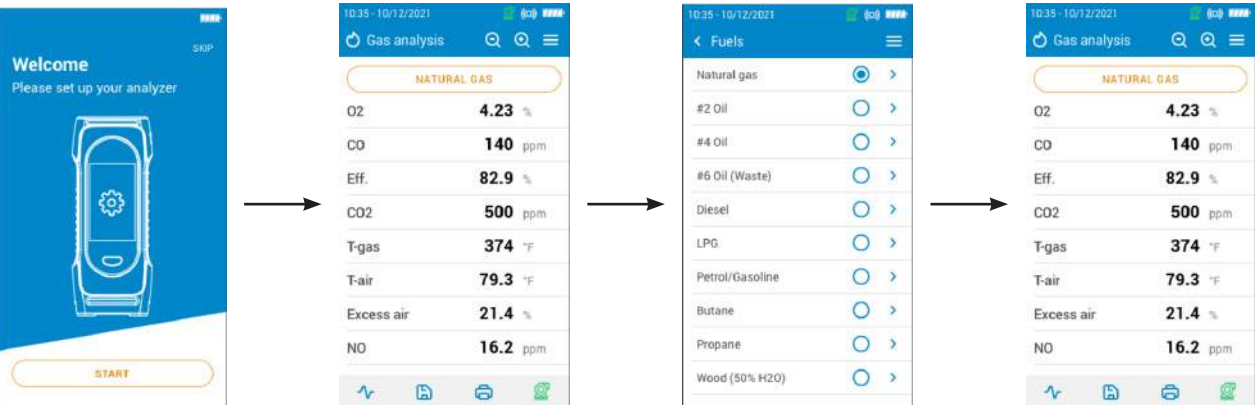 SKIP
Welcome
Please set up your analyzer
START
10:35 - 10/12/2021
Gas analysis
NATURAL GAS
O2 4.23 %
CO 140 ppm
Eff. 82.9 %
CO2 500 ppm
T-gas 374 °F
T-air 79.3 °F
Excess air 21.4 %
NO 16.2 ppm
10:35 - 10/12/2021
Fuels
Natural gas
#2 Oil
#4 Oil
#6 Oil (Waste)
Diesel
LPG
Petrol/Gasoline
Butane
Propane
Wood (50% H2O)
10:35 - 10/12/2021
Gas analysis
NATURAL GAS
O2 4.23 %
CO 140 ppm
Eff. 82.9 %
CO2 500 ppm
T-gas 374 °F
T-air 79.3 °F
Excess air 21.4 %
NO 16.2 ppm